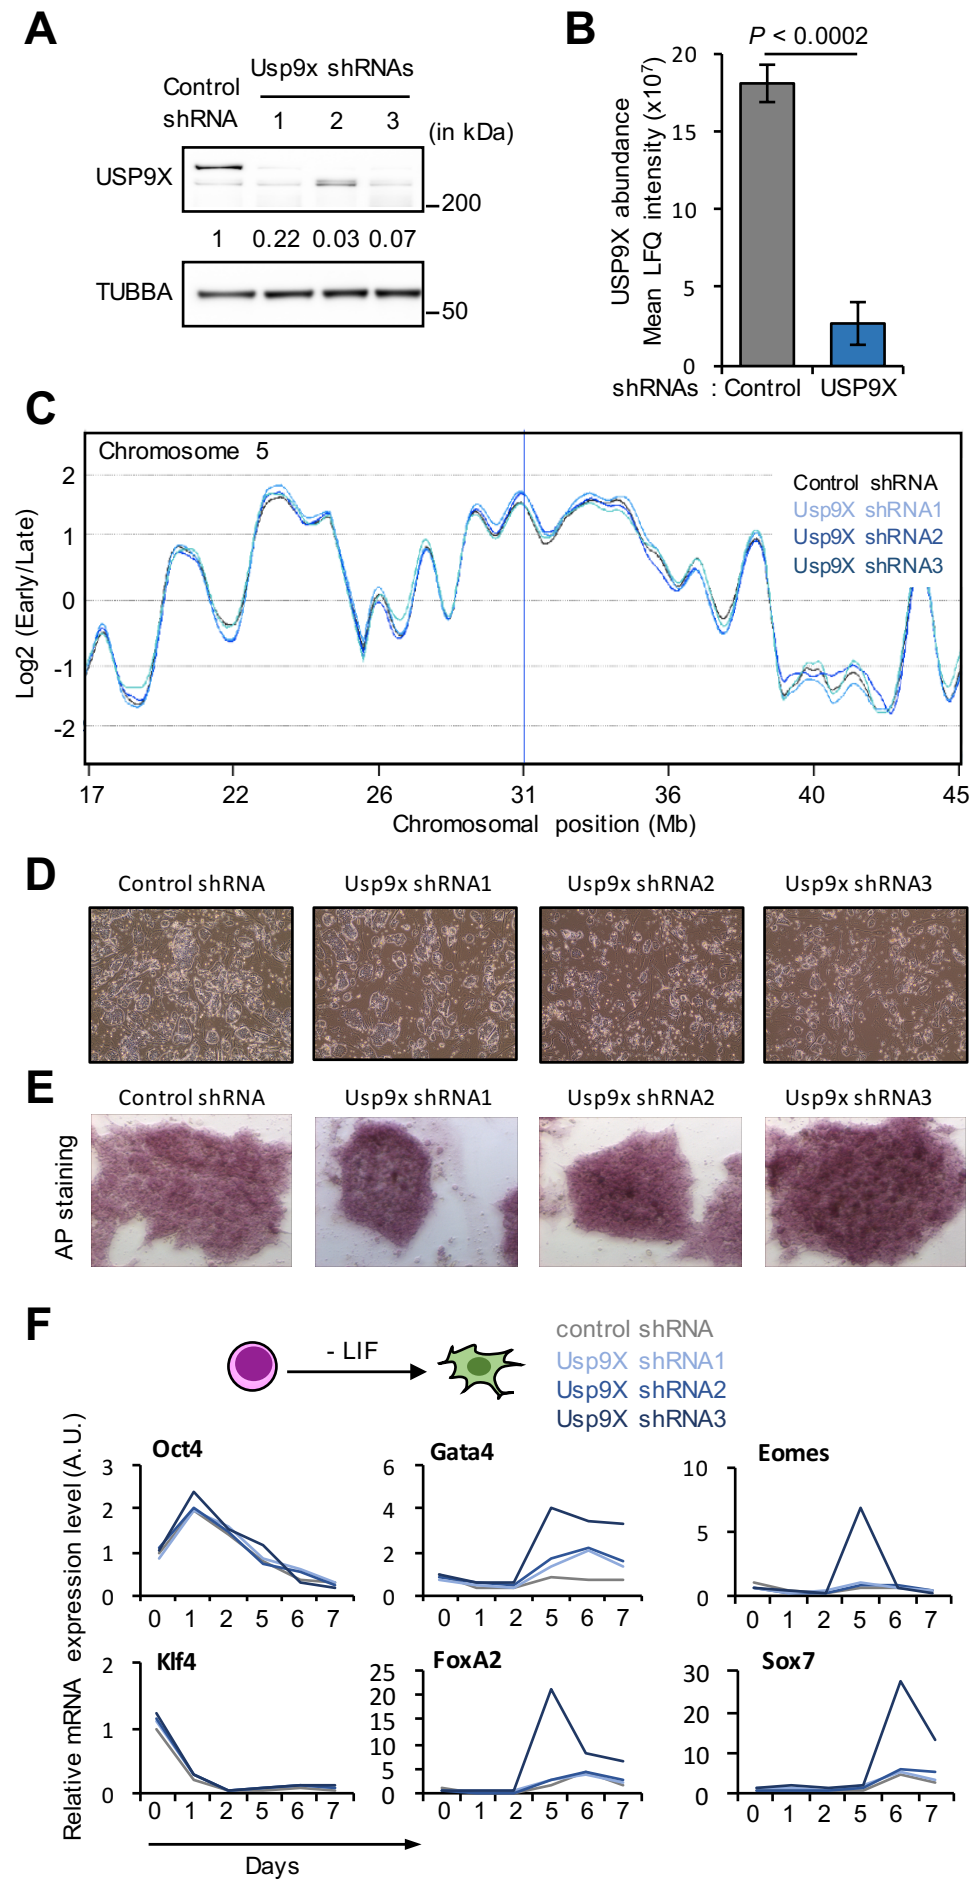 A
Usp9x shRNAs
Control
shRNA
1 2 3
(in kDa)
USP9X
200
1 0.22 0.03 0.07
TUBBA
50
B
P < 0.0002
USP9X abundance
Mean LFQ intensity (x10⁷)
20
15
10
5
0
shRNAs : Control USP9X
C
Chromosome 5
Log2 (Early/Late)
2
1
0
-1
-2
Control shRNA
Usp9X shRNA1
Usp9X shRNA2
Usp9X shRNA3
17 22 26 31 36 40 45
Chromosomal position (Mb)
D
Control shRNA Usp9x shRNA1 Usp9x shRNA2 Usp9x shRNA3
E
Control shRNA Usp9x shRNA1 Usp9x shRNA2 Usp9x shRNA3
AP staining
F
- LIF
control shRNA
Usp9X shRNA1
Usp9X shRNA2
Usp9X shRNA3
Relative mRNA expression level (A.U.)
Oct4
3
2
1
0
0 1 2 5 6 7
Gata4
6
4
2
0
0 1 2 5 6 7
Eomes
10
5
0
0 1 2 5 6 7
Klf4
2
1
0
0 1 2 5 6 7
FoxA2
25
20
15
10
5
0
0 1 2 5 6 7
Sox7
30
20
10
0
0 1 2 5 6 7
Days